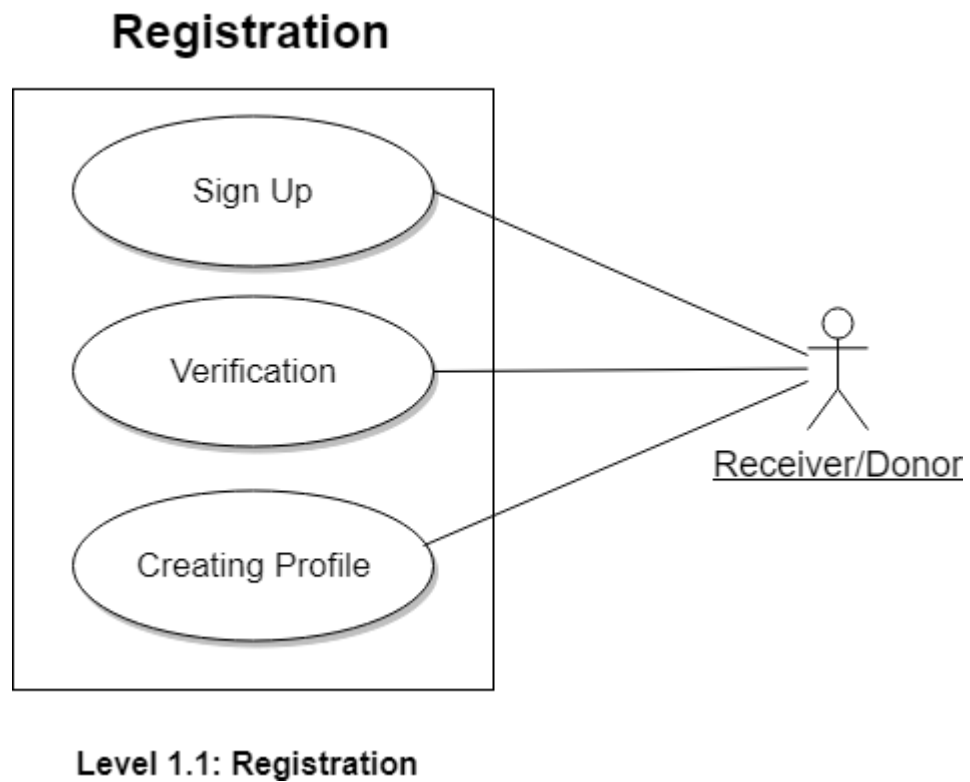 Registration
Sign Up
Verification
Receiver/Donor
Creating Profile
Level 1.1: Registration